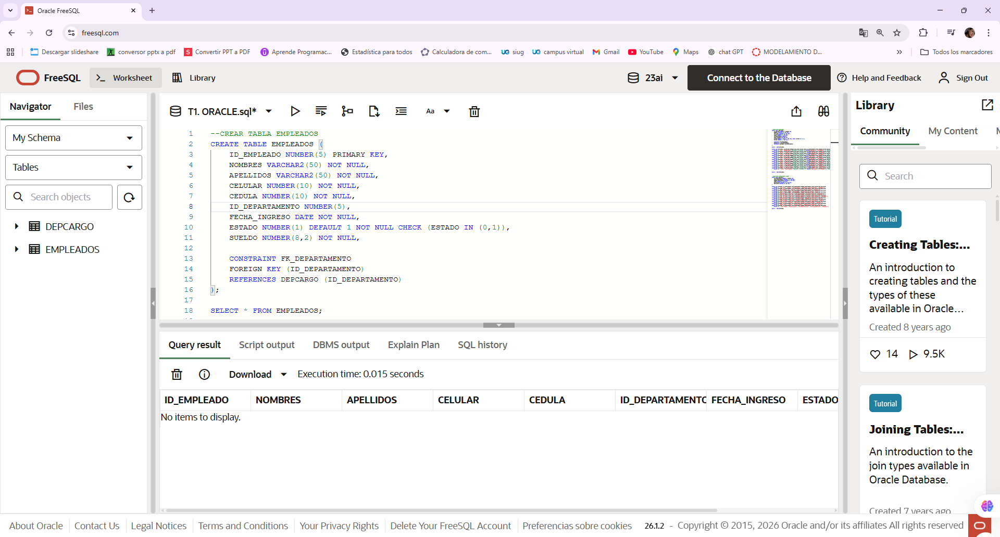 Oracle FreeSQL
freesql.com
Descargar slideshare
conversor pptx a pdf
Convertir PPT a PDF
Aprende Programac...
Estadística para todos
Calculadora de com...
siug
campus virtual
Gmail
YouTube
Maps
chat GPT
MODELAMIENTO D...
Todos los marcadores
FreeSQL
Worksheet
Library
23ai
Connect to the Database
Help and Feedback
Sign Out
Navigator
Files
My Schema
Tables
Search objects
DEPCARGO
EMPLEADOS
T1. ORACLE.sql*
Aa
1 --CREAR TABLA EMPLEADOS
2 CREATE TABLE EMPLEADOS (
3 ID_EMPLEADO NUMBER(5) PRIMARY KEY,
4 NOMBRES VARCHAR2(50) NOT NULL,
5 APELLIDOS VARCHAR2(50) NOT NULL,
6 CELULAR NUMBER(10) NOT NULL,
7 CEDULA NUMBER(10) NOT NULL,
8 ID_DEPARTAMENTO NUMBER(5),
9 FECHA_INGRESO DATE NOT NULL,
10 ESTADO NUMBER(1) DEFAULT 1 NOT NULL CHECK (ESTADO IN (0,1)),
11 SUELDO NUMBER(8,2) NOT NULL,
12
13 CONSTRAINT FK_DEPARTAMENTO
14 FOREIGN KEY (ID_DEPARTAMENTO)
15 REFERENCES DEPCARGO (ID_DEPARTAMENTO)
16 );
17
18 SELECT * FROM EMPLEADOS;
Query result
Script output
DBMS output
Explain Plan
SQL history
Download
Execution time: 0.015 seconds
ID_EMPLEADO NOMBRES APELLIDOS CELULAR CEDULA ID_DEPARTAMENTO FECHA_INGRESO ESTADO
No items to display.
Library
Community
My Content
Search
Tutorial
Creating Tables:...
An introduction to
creating tables and the
types of these
available in Oracle...
Created 8 years ago
14
9.5K
Tutorial
Joining Tables:...
An introduction to the
join types available in
Oracle Database.
Created 7 years ago
About Oracle
Contact Us
Legal Notices
Terms and Conditions
Your Privacy Rights
Delete Your FreeSQL Account
Preferencias sobre cookies
26.1.2 - Copyright © 2015, 2026 Oracle and/or its affiliates All rights reserved